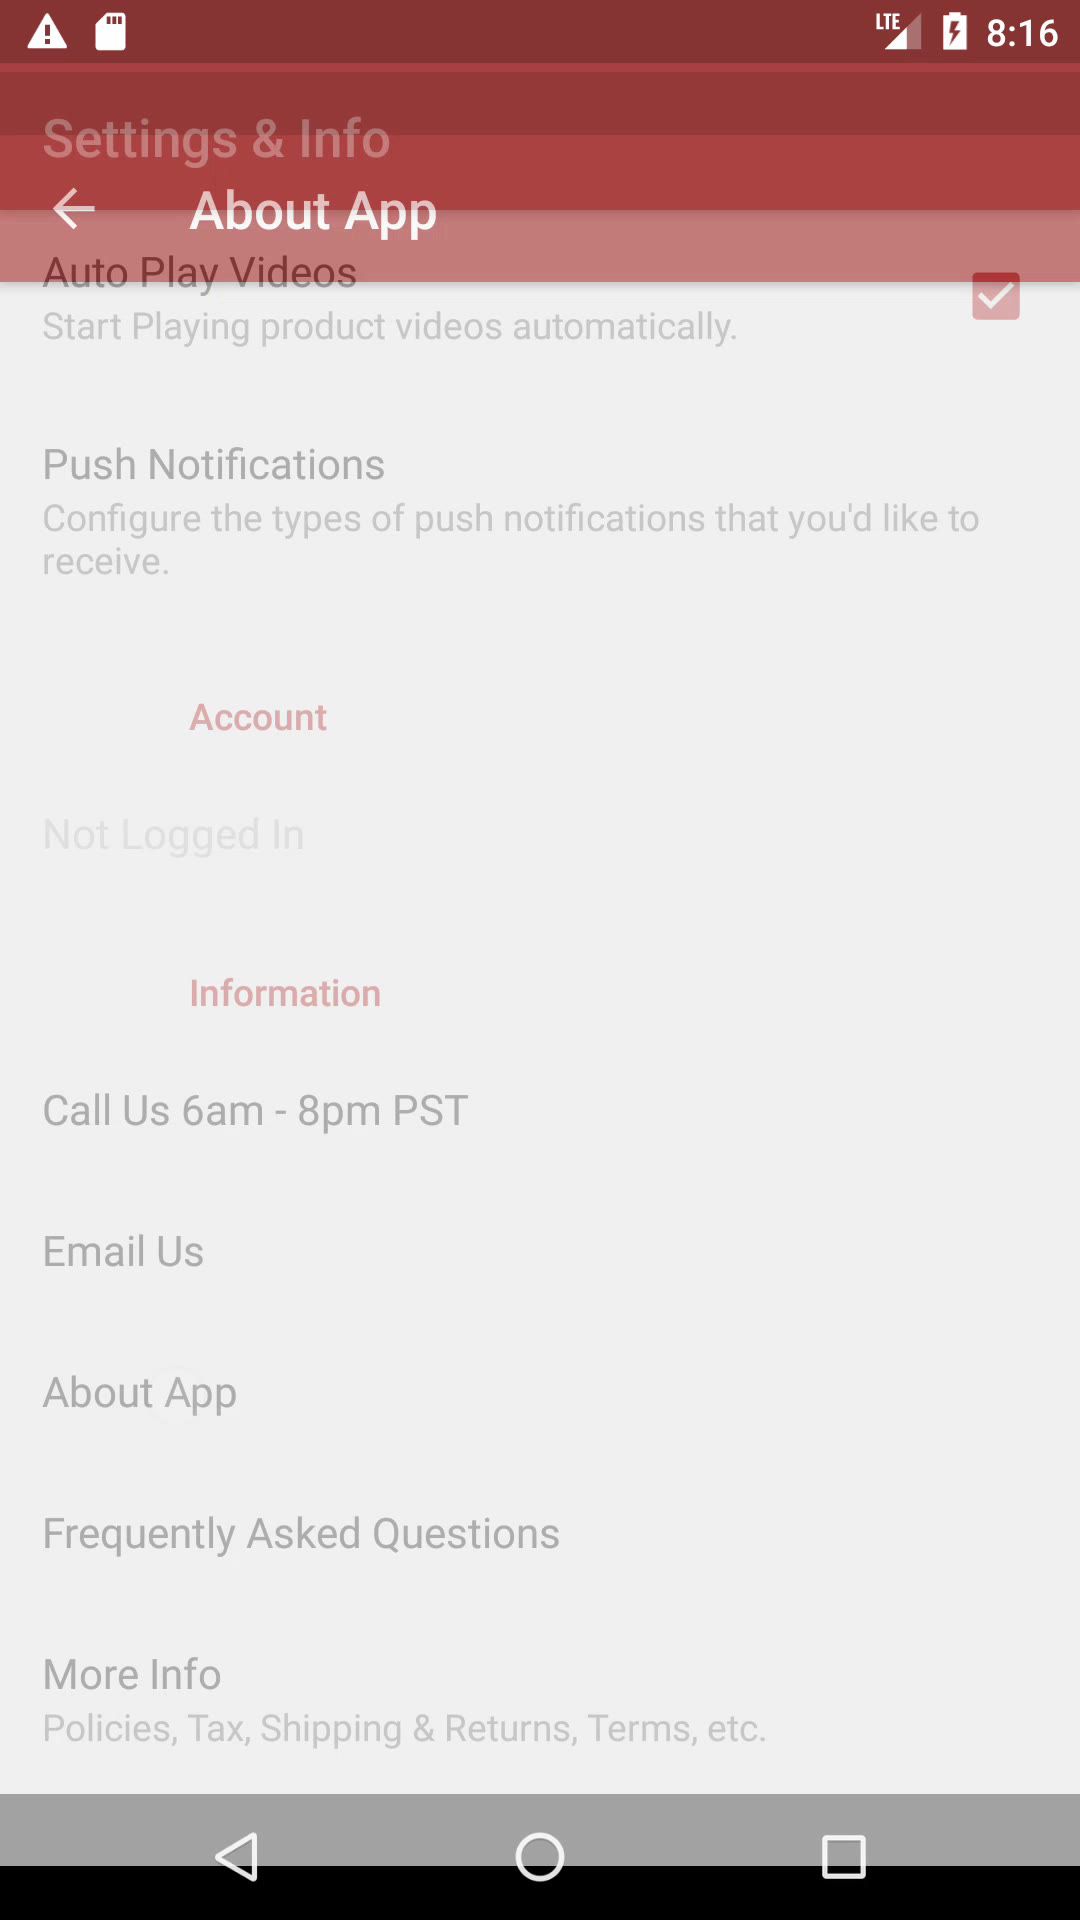 LTE 8:16
Settings & Info
About App
Auto Play Videos
Start Playing product videos automatically.
Push Notifications
Configure the types of push notifications that you'd like to
receive.
Account
Not Logged In
Information
Call Us 6am - 8pm PST
Email Us
About App
Frequently Asked Questions
More Info
Policies, Tax, Shipping & Returns, Terms, etc.